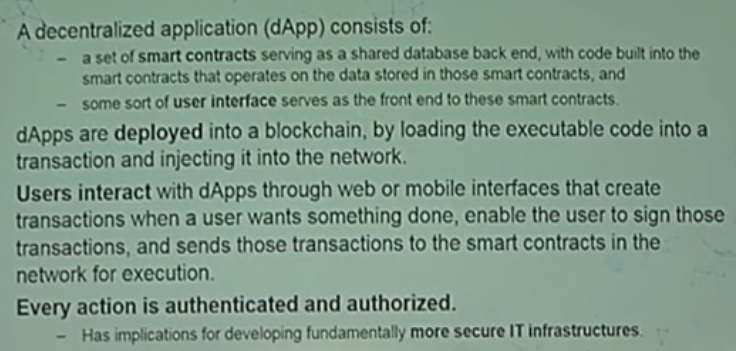 A decentralized application (dApp) consists of:
– a set of smart contracts serving as a shared database back end, with code built into the
smart contracts that operates on the data stored in those smart contracts, and
– some sort of user interface serves as the front end to these smart contracts.
dApps are deployed into a blockchain, by loading the executable code into a
transaction and injecting it into the network.
Users interact with dApps through web or mobile interfaces that create
transactions when a user wants something done, enable the user to sign those
transactions, and sends those transactions to the smart contracts in the
network for execution.
Every action is authenticated and authorized.
– Has implications for developing fundamentally more secure IT infrastructures.